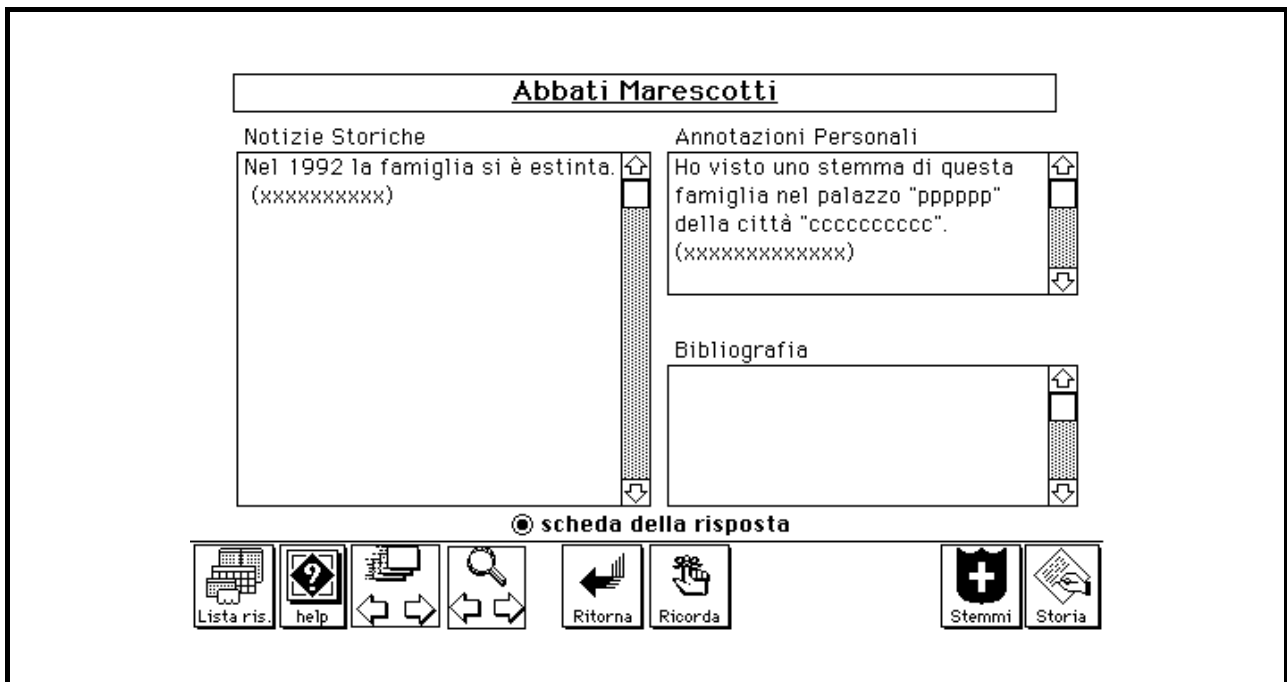 Abbati Marescotti
Notizie Storiche
Nel 1992 la famiglia si è estinta.
(xxxxxxxxxx)
Annotazioni Personali
Ho visto uno stemma di questa
famiglia nel palazzo "pppppp"
della città "cccccccccc".
(xxxxxxxxxxxxx)
Bibliografia
scheda della risposta
Lista ris.
?
help
Ritorna
Ricorda
Stemmi
Storia